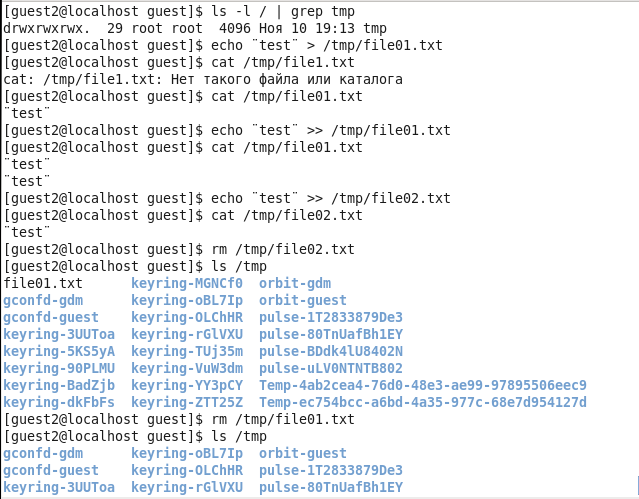 [guest2@localhost guest]$ ls -l / | grep tmp
drwxrwxrwx.  29 root root  4096 Ноя 10 19:13 tmp
[guest2@localhost guest]$ echo ¨test¨ > /tmp/file01.txt
[guest2@localhost guest]$ cat /tmp/file1.txt
cat: /tmp/file1.txt: Нет такого файла или каталога
[guest2@localhost guest]$ cat /tmp/file01.txt
¨test¨
[guest2@localhost guest]$ echo ¨test¨ >> /tmp/file01.txt
[guest2@localhost guest]$ cat /tmp/file01.txt
¨test¨
¨test¨
[guest2@localhost guest]$ echo ¨test¨ >> /tmp/file02.txt
[guest2@localhost guest]$ cat /tmp/file02.txt
¨test¨
[guest2@localhost guest]$ rm /tmp/file02.txt
[guest2@localhost guest]$ ls /tmp
file01.txt      keyring-MGNCf0  orbit-gdm
gconfd-gdm      keyring-oBL7Ip  orbit-guest
gconfd-guest    keyring-OLChHR  pulse-1T2833879De3
keyring-3UUToa  keyring-rGlVXU  pulse-80TnUafBh1EY
keyring-5KS5yA  keyring-TUj35m  pulse-BDdk4lU8402N
keyring-90PLMU  keyring-VuW3dm  pulse-uLV0NTNTB802
keyring-BadZjb  keyring-YY3pCY  Temp-4ab2cea4-76d0-48e3-ae99-97895506eec9
keyring-dkFbFs  keyring-ZTT25Z  Temp-ec754bcc-a6bd-4a35-977c-68e7d954127d
[guest2@localhost guest]$ rm /tmp/file01.txt
[guest2@localhost guest]$ ls /tmp
gconfd-gdm      keyring-oBL7Ip  orbit-guest
gconfd-guest    keyring-OLChHR  pulse-1T2833879De3
keyring-3UUToa  keyring-rGlVXU  pulse-80TnUafBh1EY